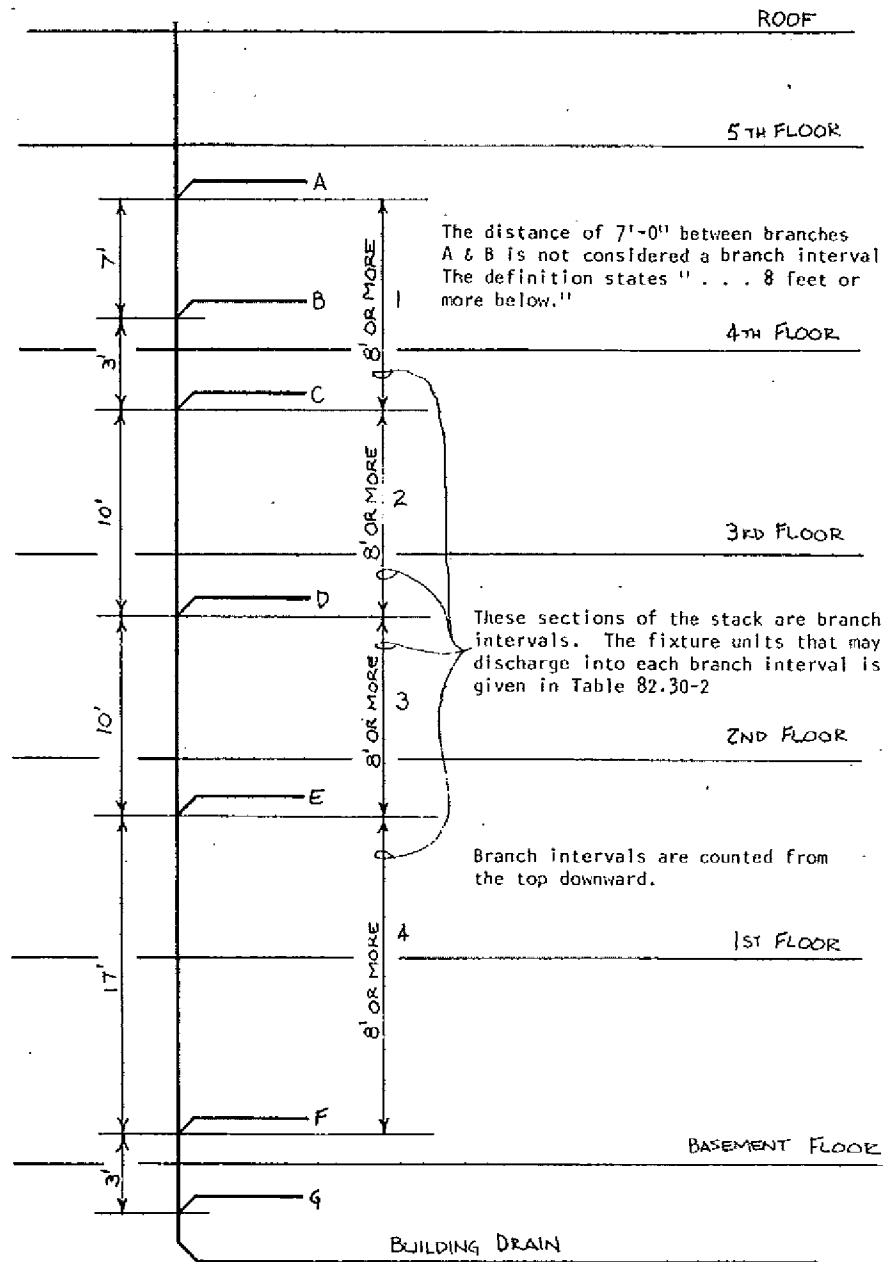 ROOF
5TH FLOOR
A
7'
8' OR MORE
1
The distance of 7'-0" between branches
A & B is not considered a branch interval
The definition states " . . . 8 feet or
more below."
B
4TH FLOOR
3'
C
10'
8' OR MORE
2
3RD FLOOR
D
These sections of the stack are branch
intervals. The fixture units that may
discharge into each branch interval is
given in Table 82.30-2
10'
8' OR MORE
3
2ND FLOOR
E
Branch intervals are counted from
the top downward.
17'
8' OR MORE
4
1ST FLOOR
F
BASEMENT FLOOR
3'
G
BUILDING DRAIN